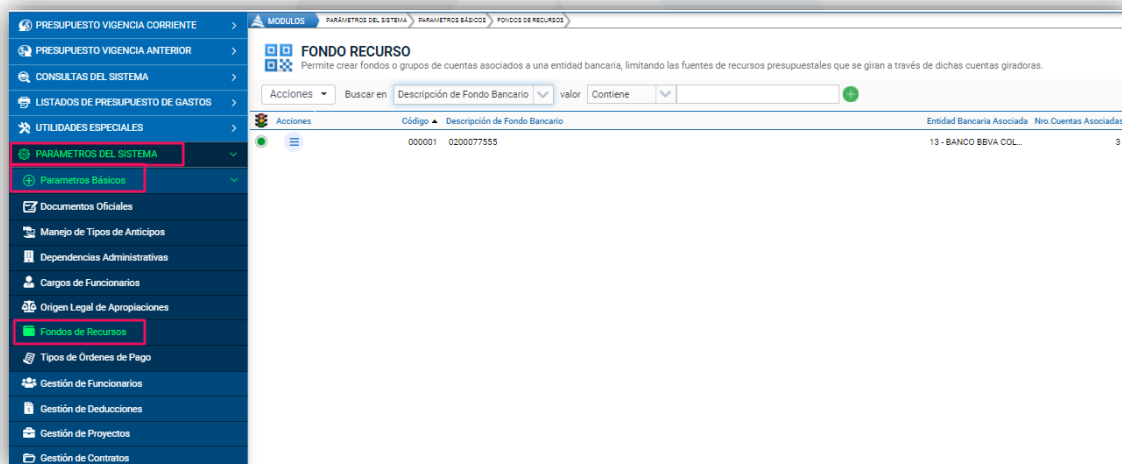 PRESUPUESTO VIGENCIA CORRIENTE
PRESUPUESTO VIGENCIA ANTERIOR
CONSULTAS DEL SISTEMA
LISTADOS DE PRESUPUESTO DE GASTOS
UTILIDADES ESPECIALES
PARÁMETROS DEL SISTEMA
Parametros Básicos
Documentos Oficiales
Manejo de Tipos de Anticipos
Dependencias Administrativas
Cargos de Funcionarios
Origen Legal de Apropiaciones
Fondos de Recursos
Tipos de Órdenes de Pago
Gestión de Funcionarios
Gestión de Deducciones
Gestión de Proyectos
Gestión de Contratos
MODULOS PARÁMETROS DEL SISTEMA PARAMETROS BÁSICOS FONDOS DE RECURSOS
FONDO RECURSO
Permite crear fondos o grupos de cuentas asociados a una entidad bancaria, limitando las fuentes de recursos presupuestales que se giran a través de dichas cuentas giradoras.
Acciones Buscar en Descripción de Fondo Bancario valor Contiene
Acciones Código Descripción de Fondo Bancario Entidad Bancaria Asociada Nro.Cuentas Asociadas
000001 0200077555 13 - BANCO BBVA COL... 3